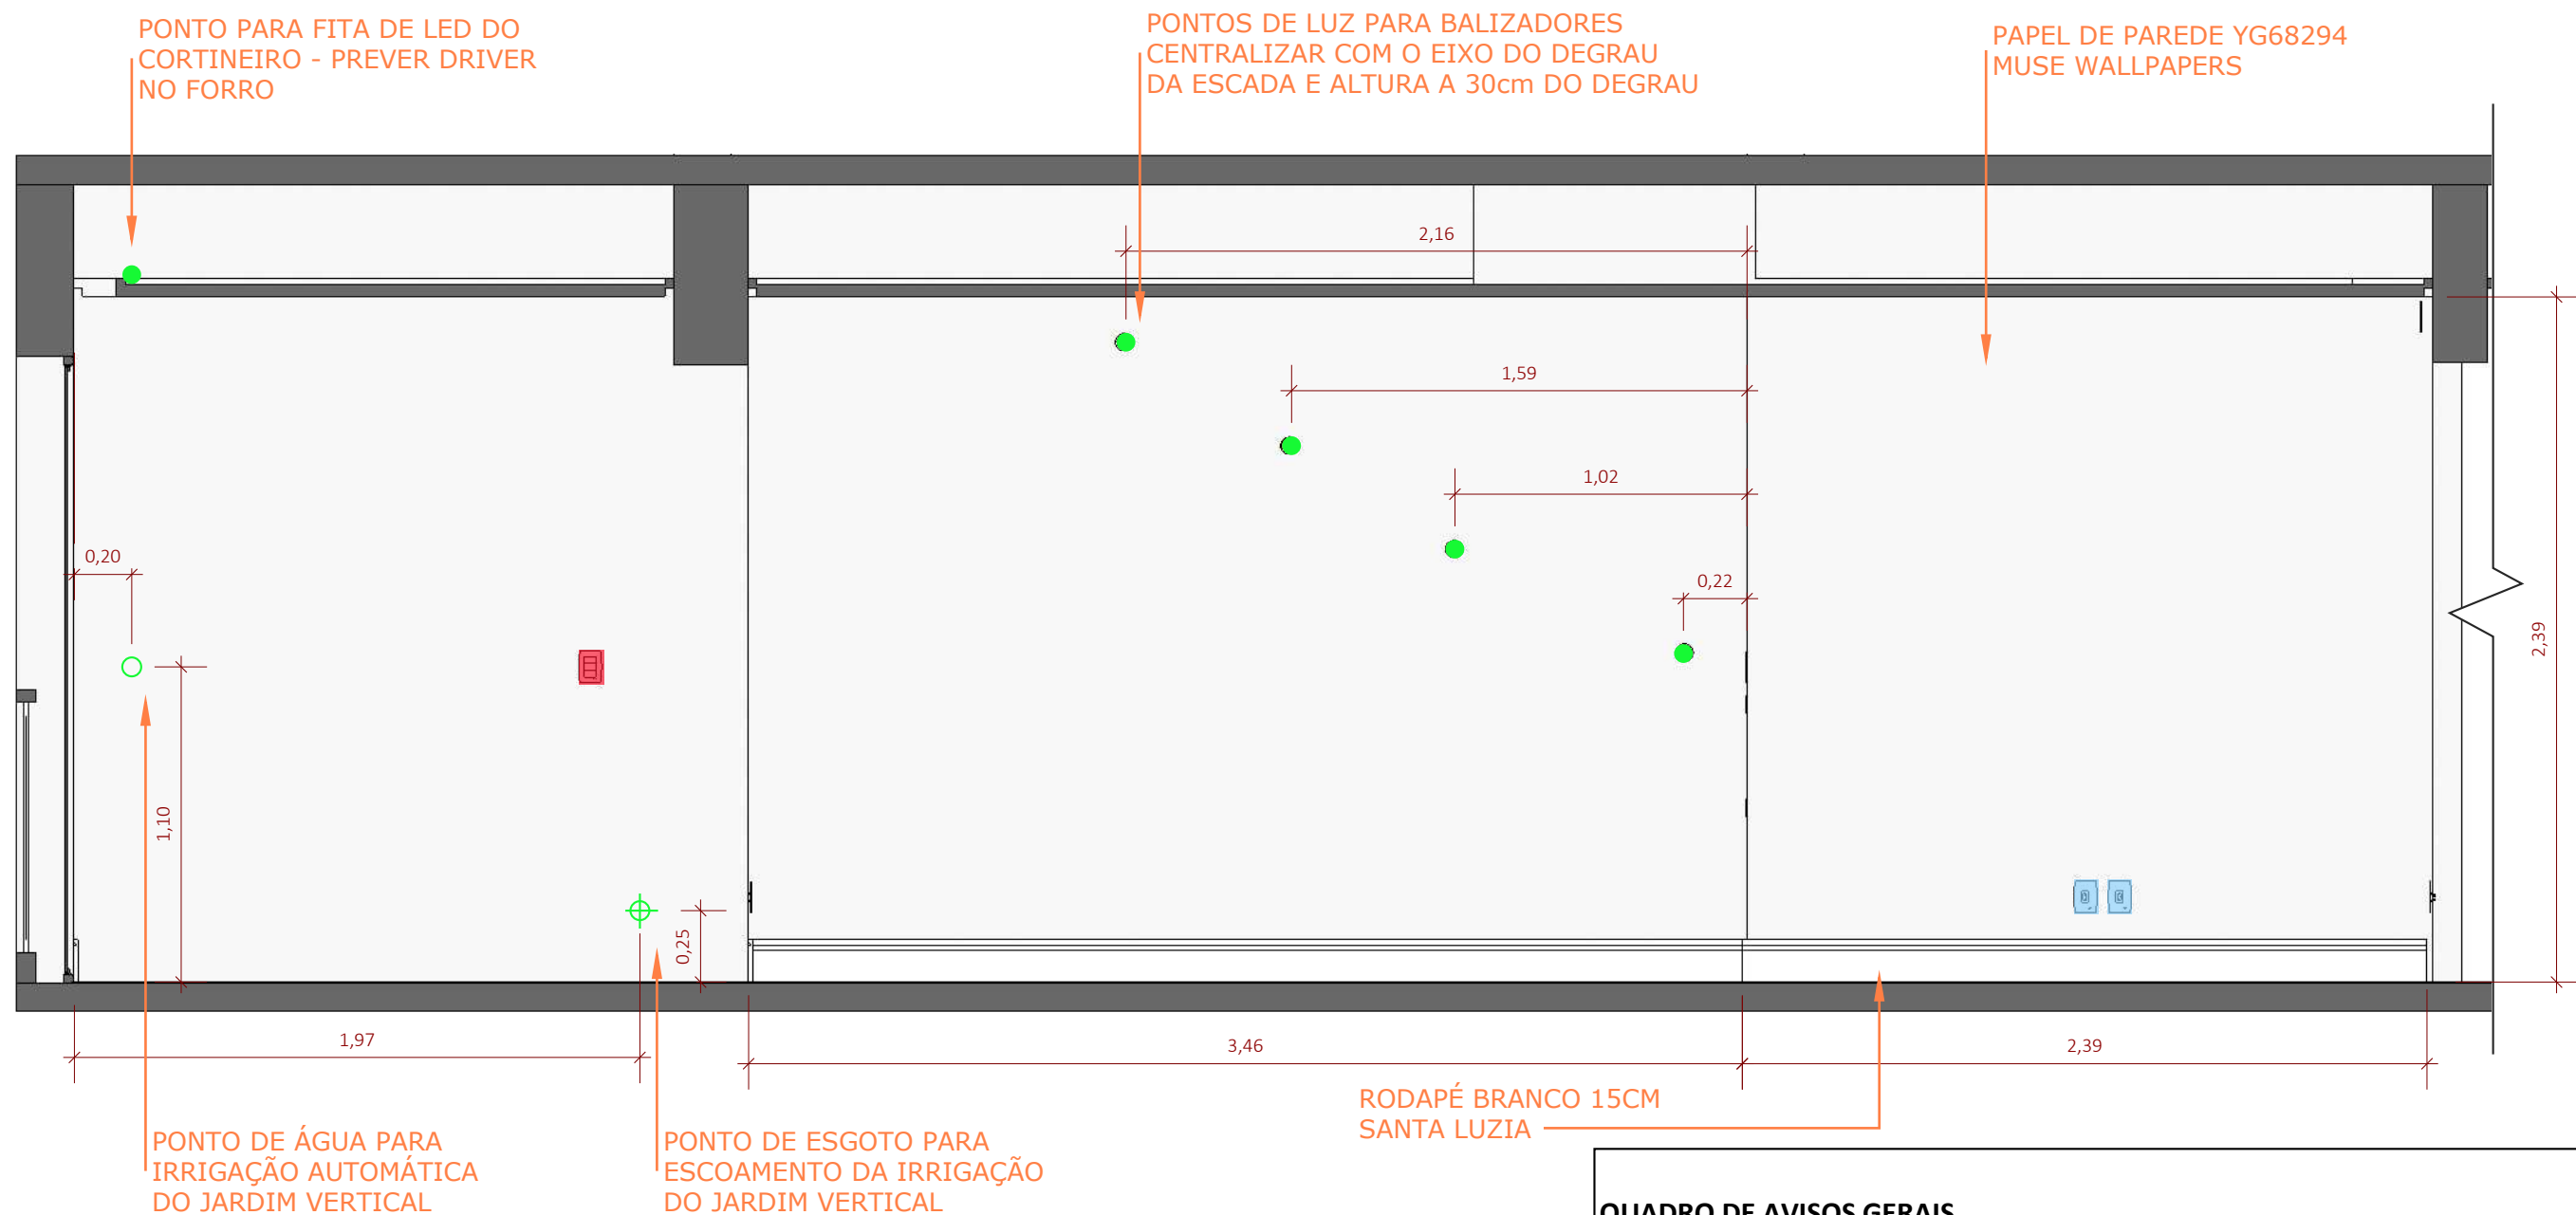 PONTO PARA FITA DE LED DO
CORTINEIRO - PREVER DRIVER
NO FORRO
PONTOS DE LUZ PARA BALIZADORES
CENTRALIZAR COM O EIXO DO DEGRAU
DA ESCADA E ALTURA A 30cm DO DEGRAU
PAPEL DE PAREDE YG68294
MUSE WALLPAPERS
2,16
1,59
1,02
0,20
0,22
2,39
1,10
0,25
1,97
3,46
2,39
RODAPÉ BRANCO 15CM
SANTA LUZIA
PONTO DE ÁGUA PARA
IRRIGAÇÃO AUTOMÁTICA
DO JARDIM VERTICAL
PONTO DE ESGOTO PARA
ESCOAMENTO DA IRRIGAÇÃO
DO JARDIM VERTICAL
QUADRO DE AVISOS GERAIS